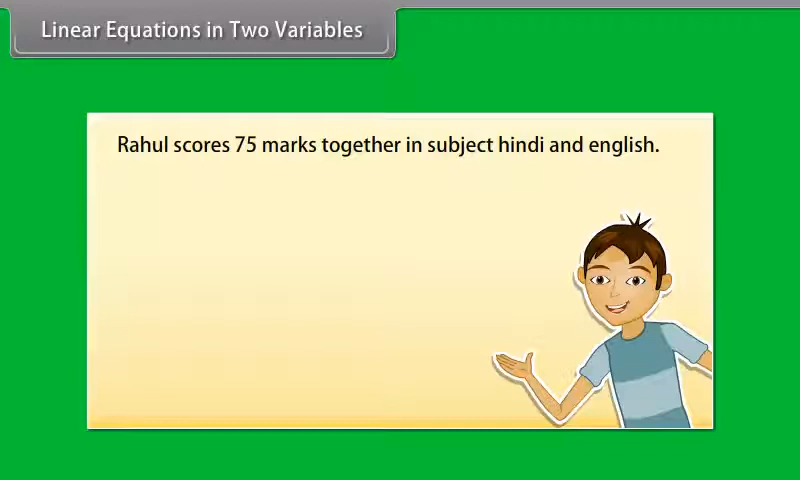 Linear Equations in Two Variables
Rahul scores 75 marks together in subject hindi and english.